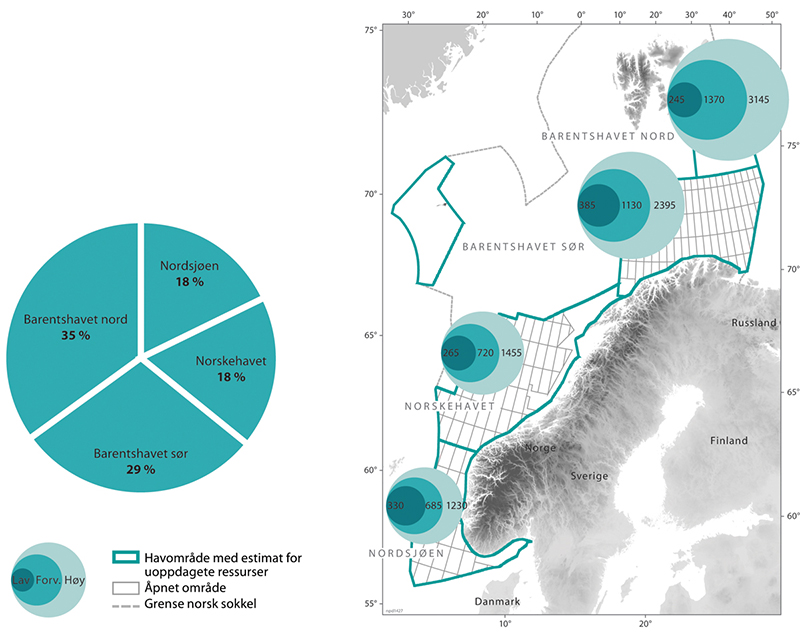 30° 20° 10° 0° 10° 20° 30° 40° 50°
75°
245 1370 3145
BARENTSHAVET NORD
75°
70°
385 1130 2395
BARENTSHAVET SØR
70°
Nordsjøen
18 %
Barentshavet nord
35 %
Norskehavet
18 %
Barentshavet sør
29 %
Russland
65°
265 720 1455
65°
NORSKEHAVET
Norge
Finland
Sverige
60°
330 685 1230
60°
NORDSJØEN
Lav Forv. Høy
Havområde med estimat for
uoppdagete ressurser
Åpnet område
Grense norsk sokkel
Danmark
55°
10° 20°